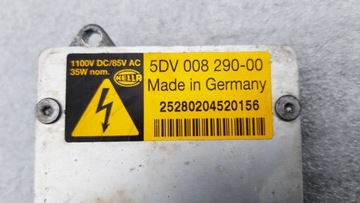 1100V DC/85V AC
35W nom.
HELLA
5DV 008 290-00
Made in Germany
25280204520156